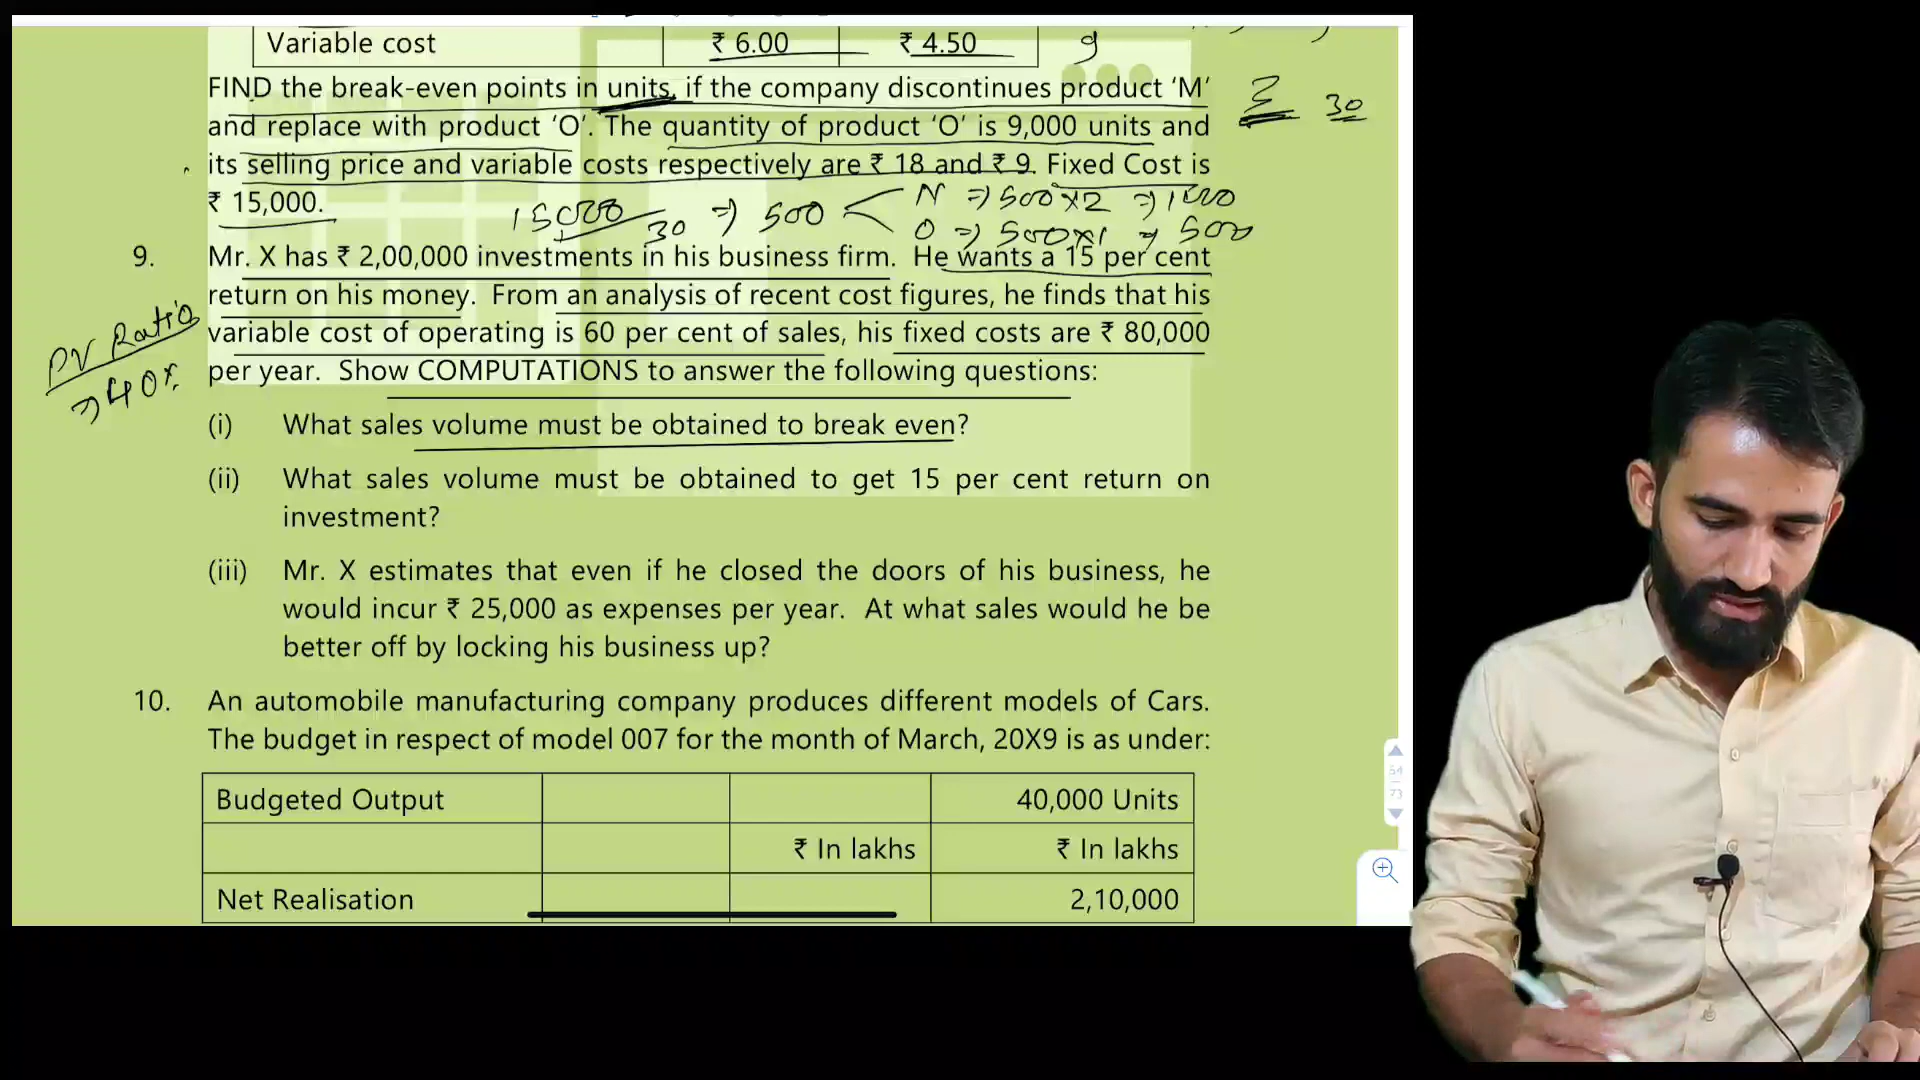 Variable cost ₹ 6.00 ₹ 4.50 9
FIND the break-even points in units, if the company discontinues product ‘M’
and replace with product ‘O’. The quantity of product ‘O’ is 9,000 units and 30
its selling price and variable costs respectively are ₹ 18 and ₹ 9. Fixed Cost is
₹ 15,000.
15000/30 ⇒ 500
N ⇒ 500×2 ⇒ 1000
O ⇒ 500×1 ⇒ 500
9. Mr. X has ₹ 2,00,000 investments in his business firm. He wants a 15 per cent
return on his money. From an analysis of recent cost figures, he finds that his
variable cost of operating is 60 per cent of sales, his fixed costs are ₹ 80,000
per year. Show COMPUTATIONS to answer the following questions:
PV Ratio
⇒ 40%
(i) What sales volume must be obtained to break even?
(ii) What sales volume must be obtained to get 15 per cent return on
investment?
(iii) Mr. X estimates that even if he closed the doors of his business, he
would incur ₹ 25,000 as expenses per year. At what sales would he be
better off by locking his business up?
10. An automobile manufacturing company produces different models of Cars.
The budget in respect of model 007 for the month of March, 20X9 is as under:
Budgeted Output 40,000 Units
₹ In lakhs ₹ In lakhs
Net Realisation 2,10,000
54
73